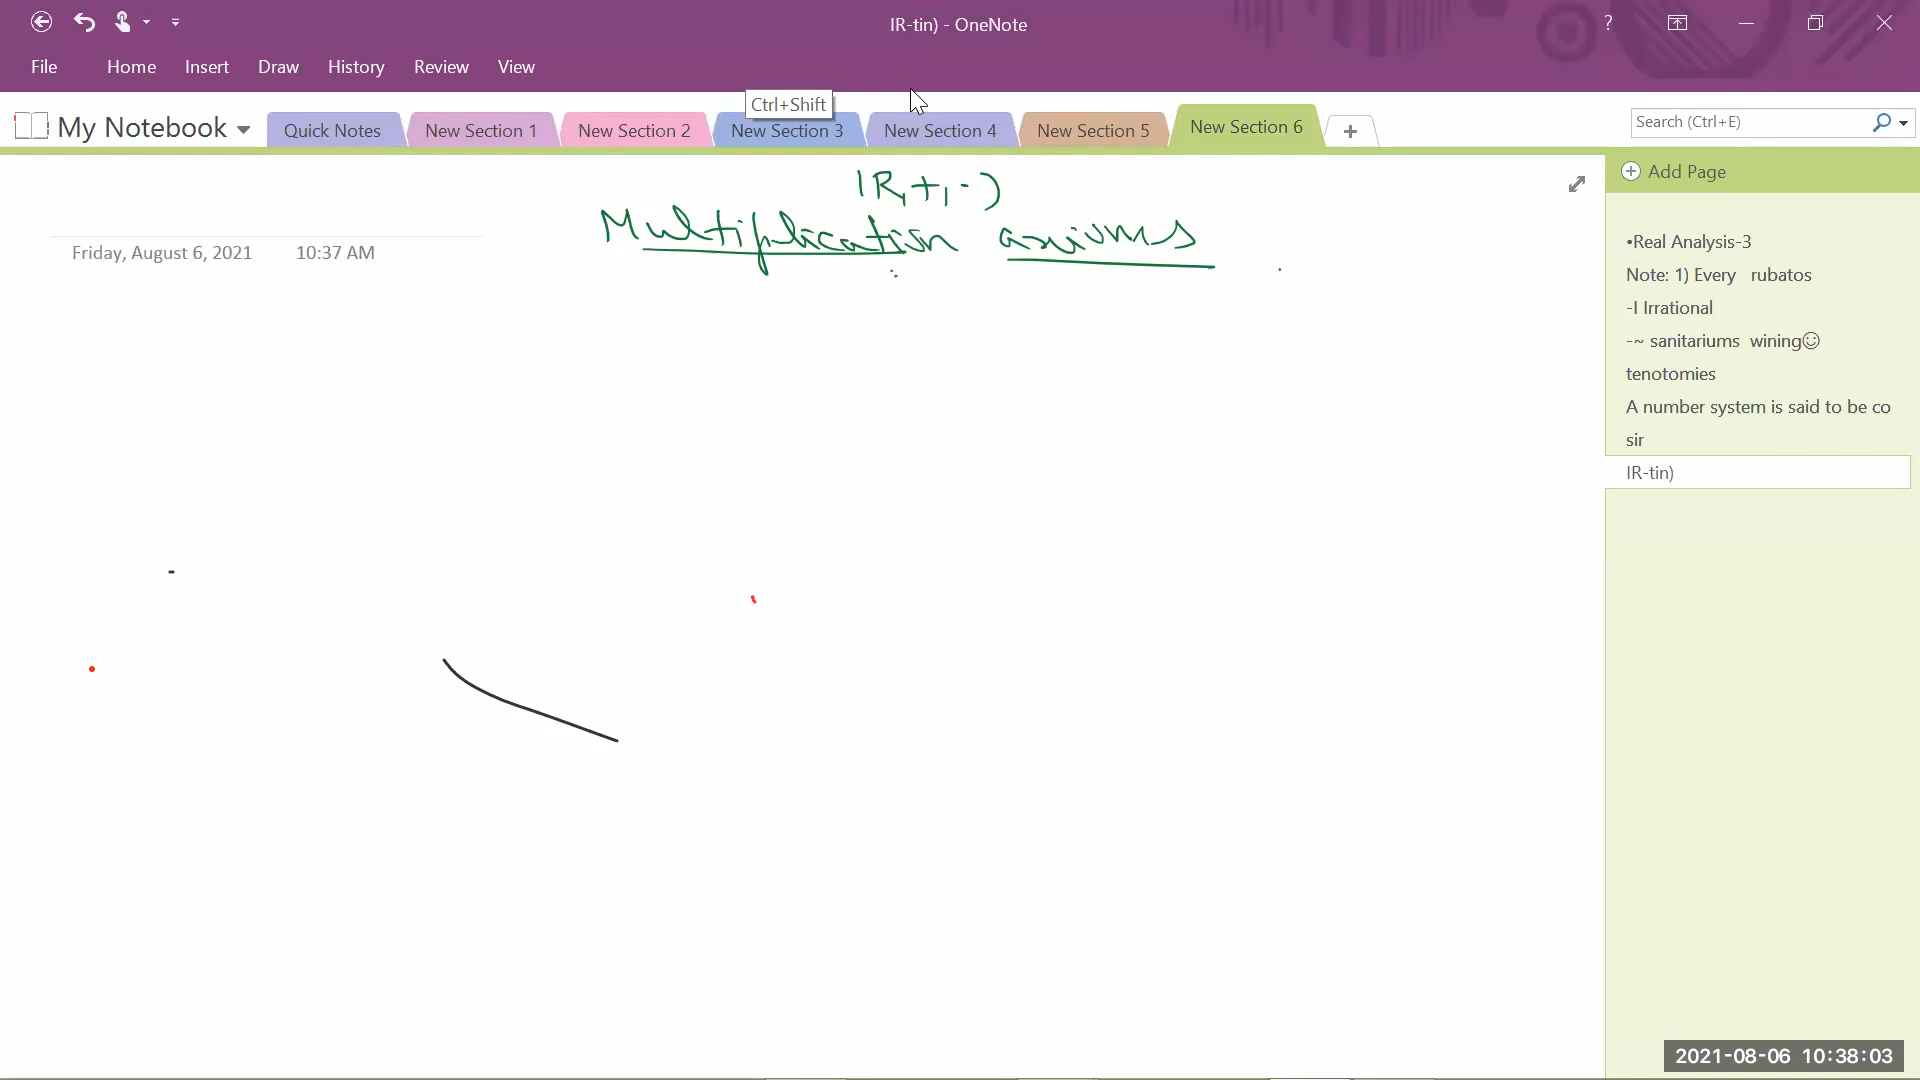 IR-tin) - OneNote
?
File Home Insert Draw History Review View
Ctrl+Shift
My Notebook
Quick Notes New Section 1 New Section 2 New Section 3 New Section 4 New Section 5 New Section 6 +
Search (Ctrl+E)
IR, +, ·)
Multiplication axioms
Friday, August 6, 2021 10:37 AM
Add Page
•Real Analysis-3
Note: 1) Every rubatos
-I Irrational
-~ sanitariums wining☺
tenotomies
A number system is said to be co
sir
IR-tin)
2021-08-06 10:38:03